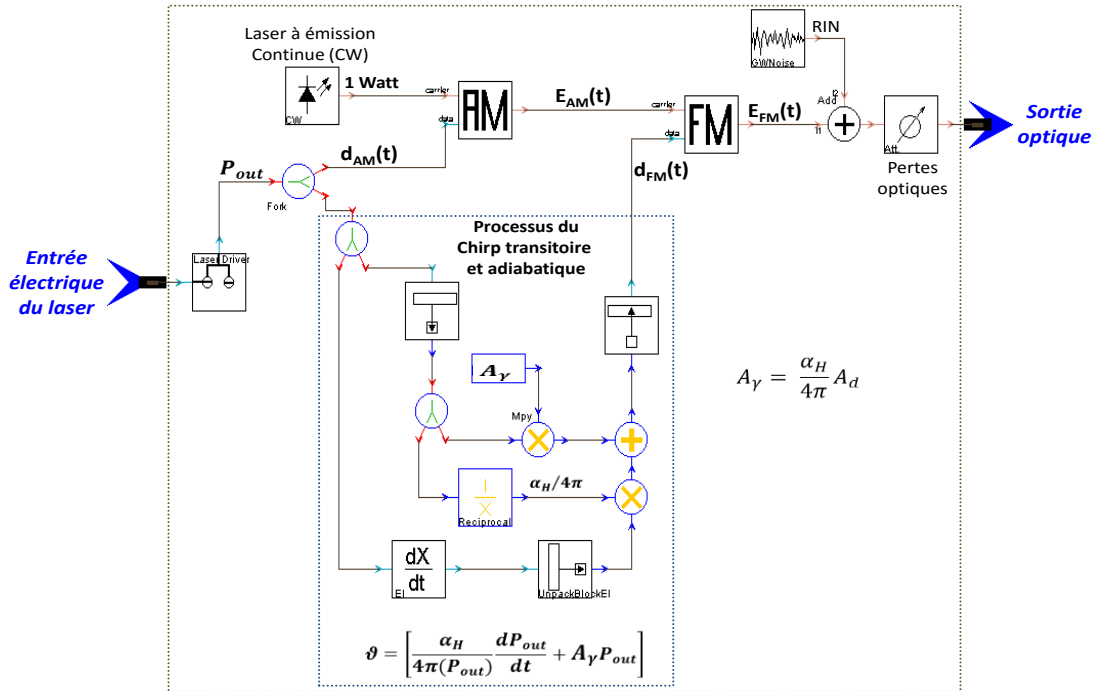 Laser à émission
Continue (CW)
CW
1 Watt
carrier
data
AM
E_AM(t)
carrier
data
FM
E_FM(t)
GWNoise
RIN
I2
Add
I1
Att.
Pertes
optiques
Sortie
optique
d_AM(t)
d_FM(t)
P_out
Fork
Laser Driver
Entrée
électrique
du laser
Processus du
Chirp transitoire
et adiabatique
A_γ
Mpy
1/X
Reciprocal
α_H/4π
dX/dt
El
UnpackBlockEl
A_γ = α_H/4π A_d
ϑ = [α_H/4π(P_out) dP_out/dt + A_γ P_out]